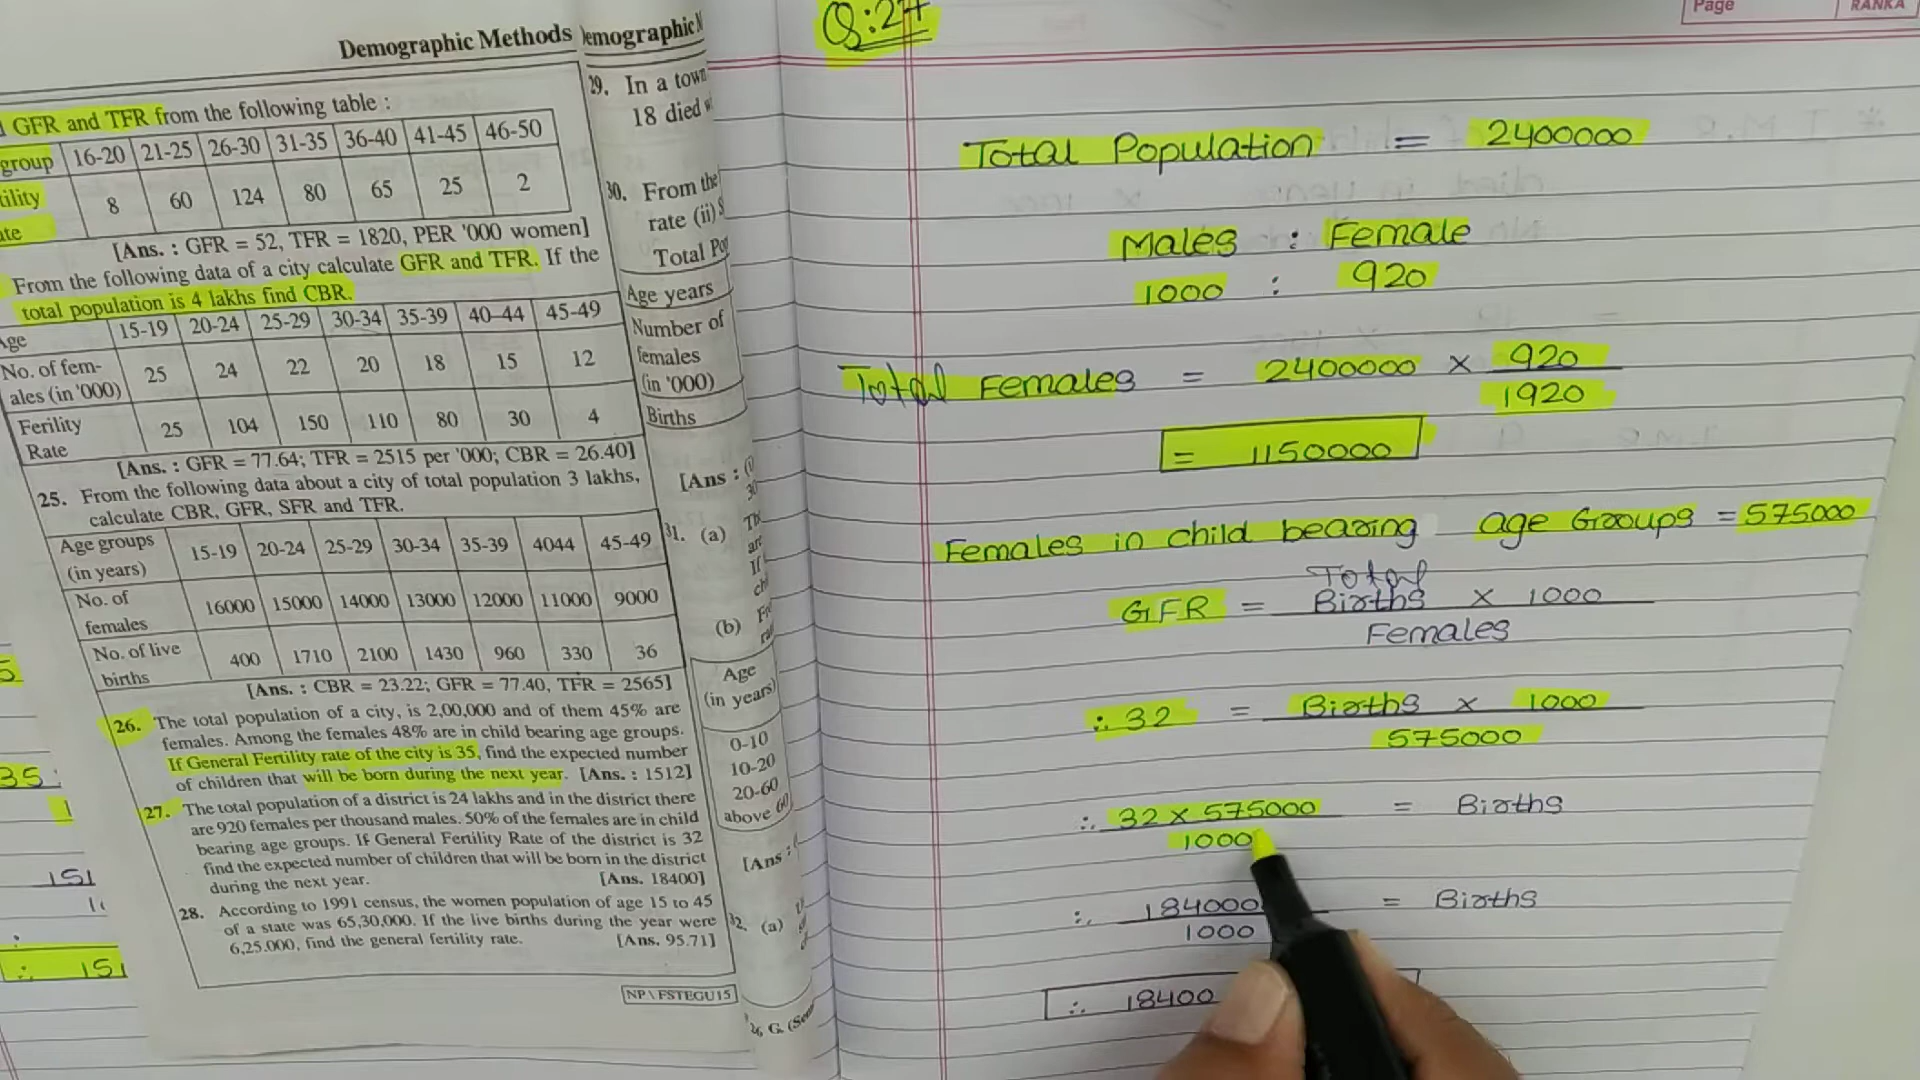 Demographic Methods
GFR and TFR from the following table :
group 16-20 21-25 26-30 31-35 36-40 41-45 46-50
8 60 124 80 65 25 2
[Ans. : GFR = 52, TFR = 1820, PER '000 women]
From the following data of a city calculate GFR and TFR. If the
total population is 4 lakhs find CBR.
15-19 20-24 25-29 30-34 35-39 40-44 45-49
No. of fem-
ales (in '000) 25 24 22 20 18 15 12
Ferility
Rate 25 104 150 110 80 30 4
[Ans. : GFR = 77.64; TFR = 2515 per '000; CBR = 26.40]
25. From the following data about a city of total population 3 lakhs,
calculate CBR, GFR, SFR and TFR.
Age groups
(in years) 15-19 20-24 25-29 30-34 35-39 4044 45-49
No. of
females 16000 15000 14000 13000 12000 11000 9000
No. of live
births 400 1710 2100 1430 960 330 36
[Ans. : CBR = 23.22; GFR = 77.40, TFR = 2565]
26. The total population of a city, is 2,00,000 and of them 45% are
females. Among the females 48% are in child bearing age groups.
If General Fertility rate of the city is 35, find the expected number
of children that will be born during the next year. [Ans. : 1512]
27. The total population of a district is 24 lakhs and in the district there
are 920 females per thousand males. 50% of the females are in child
bearing age groups. If General Fertility Rate of the district is 32
find the expected number of children that will be born in the district
during the next year. [Ans. 18400]
28. According to 1991 census, the women population of age 15 to 45
of a state was 65,30,000. If the live births during the year were
6,25.000, find the general fertility rate. [Ans. 95.71]
NP\FSTEGU15
29. In a town
18 died
30. From the
rate (ii)
Total
Age years
Number of
females
(in '000)
Births
[Ans :
31. (a)
(b)
Age
(in years)
0-10
10-20
20-60
above 60
[Ans :
32. (a)
Page RANKA
Total Population = 2400000
Males : Female
1000 : 920
Total Females = 2400000 × 920
1920
= 1150000
Females in child bearing age Groups = 575000
GFR = Total Births × 1000
Females
∴ 32 = Births × 1000
575000
∴ 32 × 575000 = Births
1000
∴ = Births
1000
∴ 18400